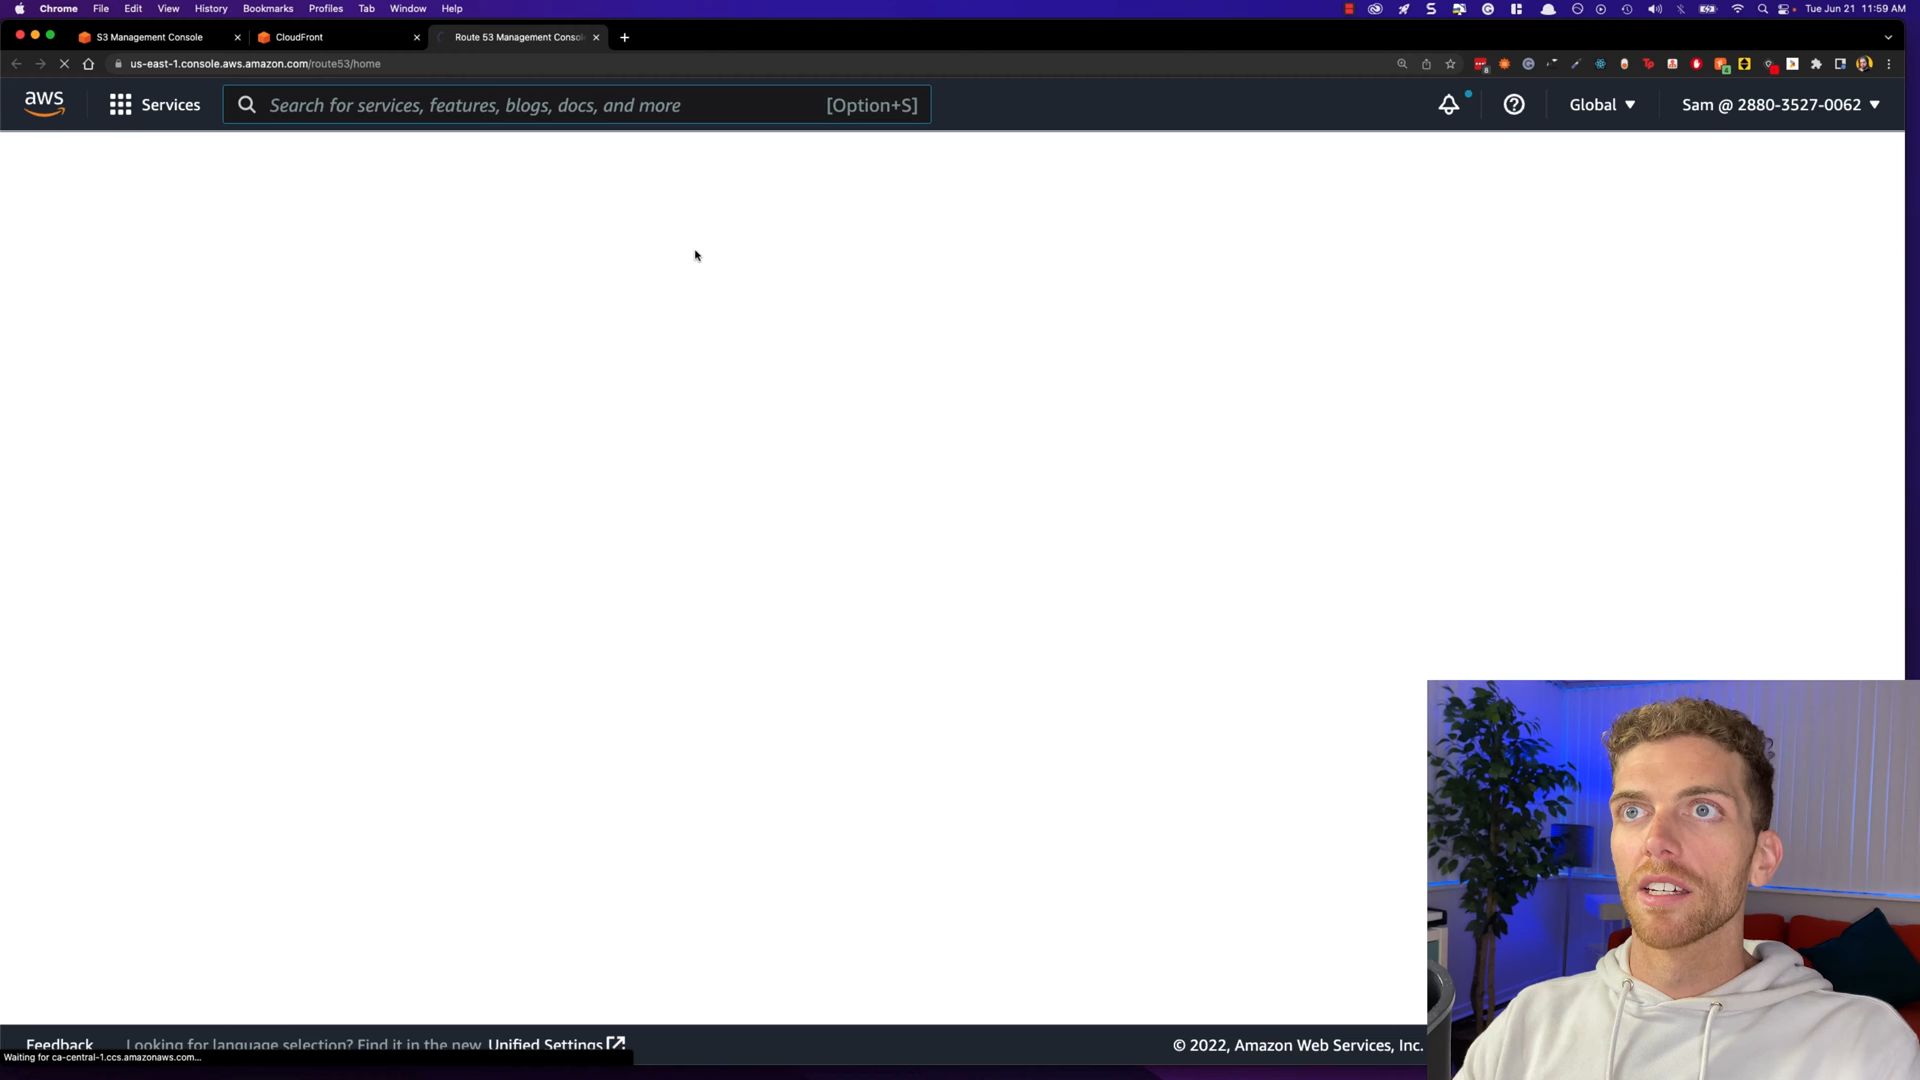 Chrome File Edit View History Bookmarks Profiles Tab Window Help Tue Jun 21 11:59 AM
S3 Management Console CloudFront Route 53 Management Consol
us-east-1.console.aws.amazon.com/route53/home
aws Services Search for services, features, blogs, docs, and more [Option+S] Global Sam @ 2880-3527-0062
Feedback Looking for language selection? Find it in the new Unified Settings © 2022, Amazon Web Services, Inc.
Waiting for ca-central-1.ccs.amazonaws.com...